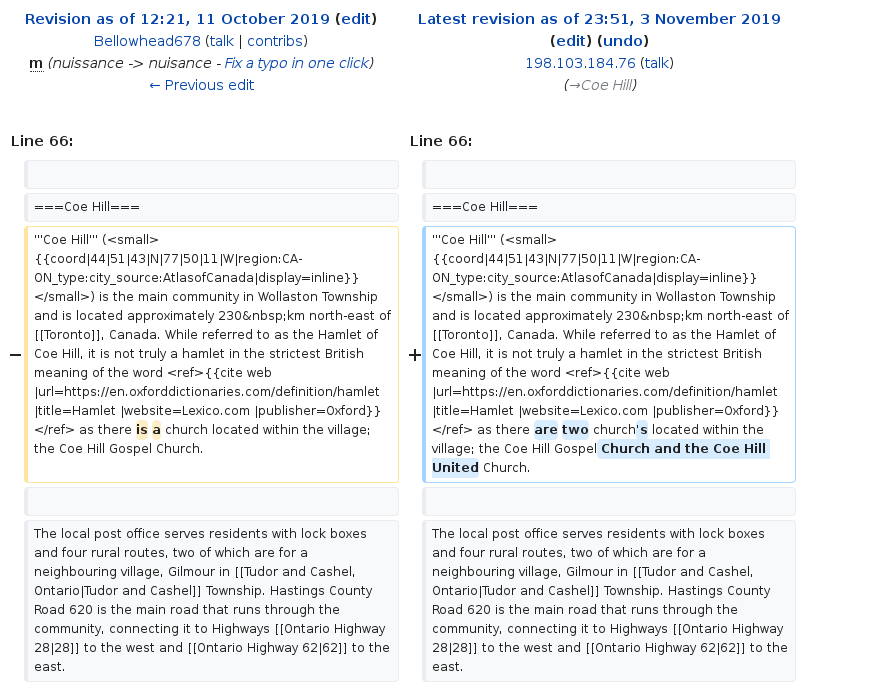 Revision as of 12:21, 11 October 2019 (edit)
Bellowhead678 (talk | contribs)
m (nuissance -> nuisance - Fix a typo in one click)
← Previous edit
Latest revision as of 23:51, 3 November 2019
(edit) (undo)
198.103.184.76 (talk)
(→Coe Hill)
Line 66:
Line 66:
===Coe Hill===
===Coe Hill===
−
'''Coe Hill''' (<small>
{{coord|44|51|43|N|77|50|11|W|region:CA-
ON_type:city_source:AtlasofCanada|display=inline}}
</small>) is the main community in Wollaston Township
and is located approximately 230&nbsp;km north-east of
[[Toronto]], Canada. While referred to as the Hamlet of
Coe Hill, it is not truly a hamlet in the strictest British
meaning of the word <ref>{{cite web
|url=https://en.oxforddictionaries.com/definition/hamlet
|title=Hamlet |website=Lexico.com |publisher=Oxford}}
</ref> as there is a church located within the village;
the Coe Hill Gospel Church.
+
'''Coe Hill''' (<small>
{{coord|44|51|43|N|77|50|11|W|region:CA-
ON_type:city_source:AtlasofCanada|display=inline}}
</small>) is the main community in Wollaston Township
and is located approximately 230&nbsp;km north-east of
[[Toronto]], Canada. While referred to as the Hamlet of
Coe Hill, it is not truly a hamlet in the strictest British
meaning of the word <ref>{{cite web
|url=https://en.oxforddictionaries.com/definition/hamlet
|title=Hamlet |website=Lexico.com |publisher=Oxford}}
</ref> as there are two church's located within the
village; the Coe Hill Gospel Church and the Coe Hill
United Church.
The local post office serves residents with lock boxes
and four rural routes, two of which are for a
neighbouring village, Gilmour in [[Tudor and Cashel,
Ontario|Tudor and Cashel]] Township. Hastings County
Road 620 is the main road that runs through the
community, connecting it to Highways [[Ontario Highway
28|28]] to the west and [[Ontario Highway 62|62]] to the
east.
The local post office serves residents with lock boxes
and four rural routes, two of which are for a
neighbouring village, Gilmour in [[Tudor and Cashel,
Ontario|Tudor and Cashel]] Township. Hastings County
Road 620 is the main road that runs through the
community, connecting it to Highways [[Ontario Highway
28|28]] to the west and [[Ontario Highway 62|62]] to the
east.